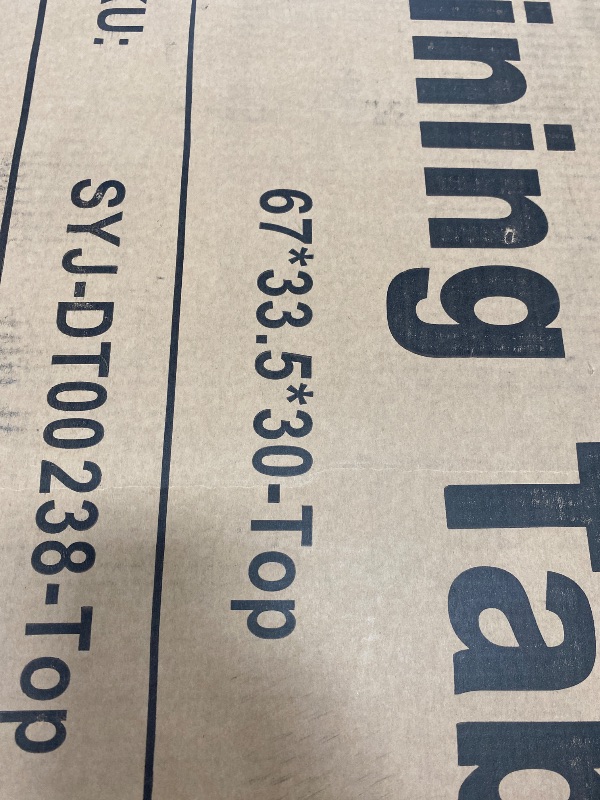 ining Tab
67*33.5*30-Top
KU: SYJ-DT00238-Top